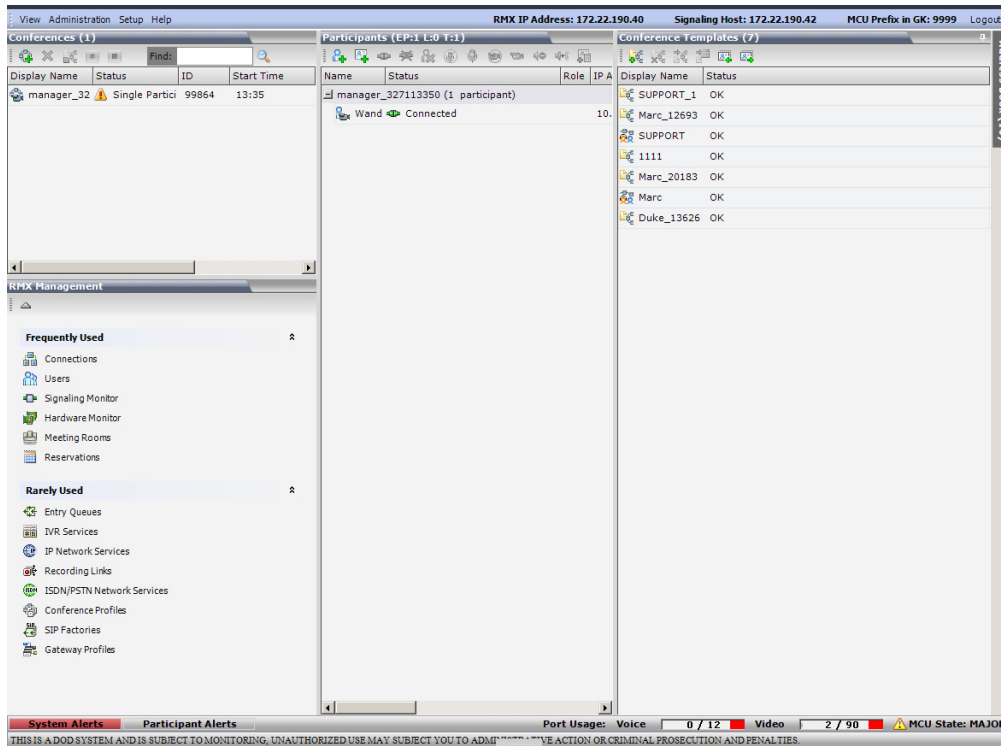 View Administration Setup Help RMX IP Address: 172.22.190.40 Signaling Host: 172.22.190.42 MCU Prefix in GK: 9999 Logout
Conferences (1)
Find:
Display Name Status ID Start Time
manager_32 Single Partici 99864 13:35
RMX Management
Frequently Used
Connections
Users
Signaling Monitor
Hardware Monitor
Meeting Rooms
Reservations
Rarely Used
Entry Queues
IVR Services
IP Network Services
Recording Links
ISDN/PSTN Network Services
Conference Profiles
SIP Factories
Gateway Profiles
Participants (EP:1 L:0 T:1)
Name Status Role IP A
manager_327113350 (1 participant)
Wand Connected 10.
Conference Templates (7)
Display Name Status
SUPPORT_1 OK
Marc_12693 OK
SUPPORT OK
1111 OK
Marc_20183 OK
Marc OK
Duke_13626 OK
System Alerts Participant Alerts Port Usage: Voice 0 / 12 Video 2 / 90 MCU State: MAJO
THIS IS A DOD SYSTEM AND IS SUBJECT TO MONITORING, UNAUTHORIZED USE MAY SUBJECT YOU TO ACTION OR CRIMINAL PROSECUTION AND PENALTIES.